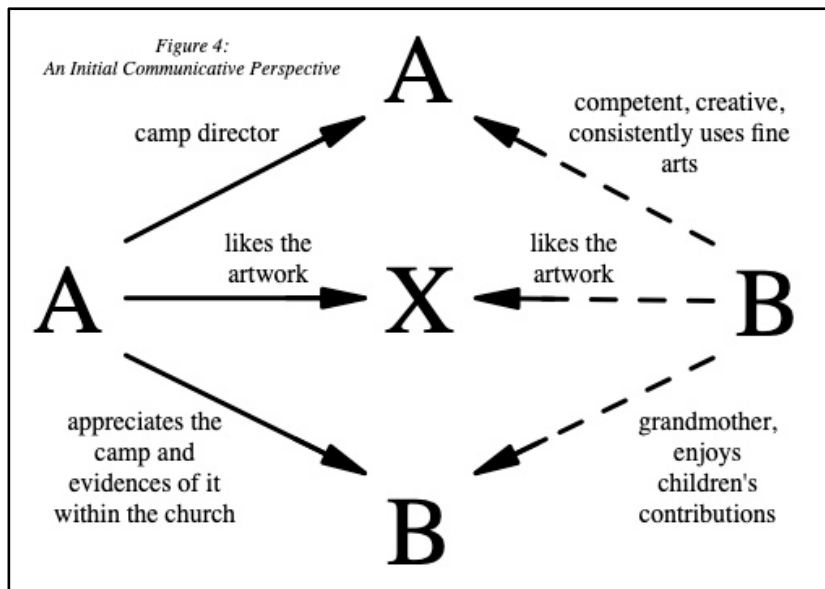 Figure 4:
An Initial Communicative Perspective
A
camp director
competent, creative,
consistently uses fine
arts
likes the
artwork
likes the
artwork
A
X
B
appreciates the
camp and
evidences of it
within the church
grandmother,
enjoys
children's
contributions
B